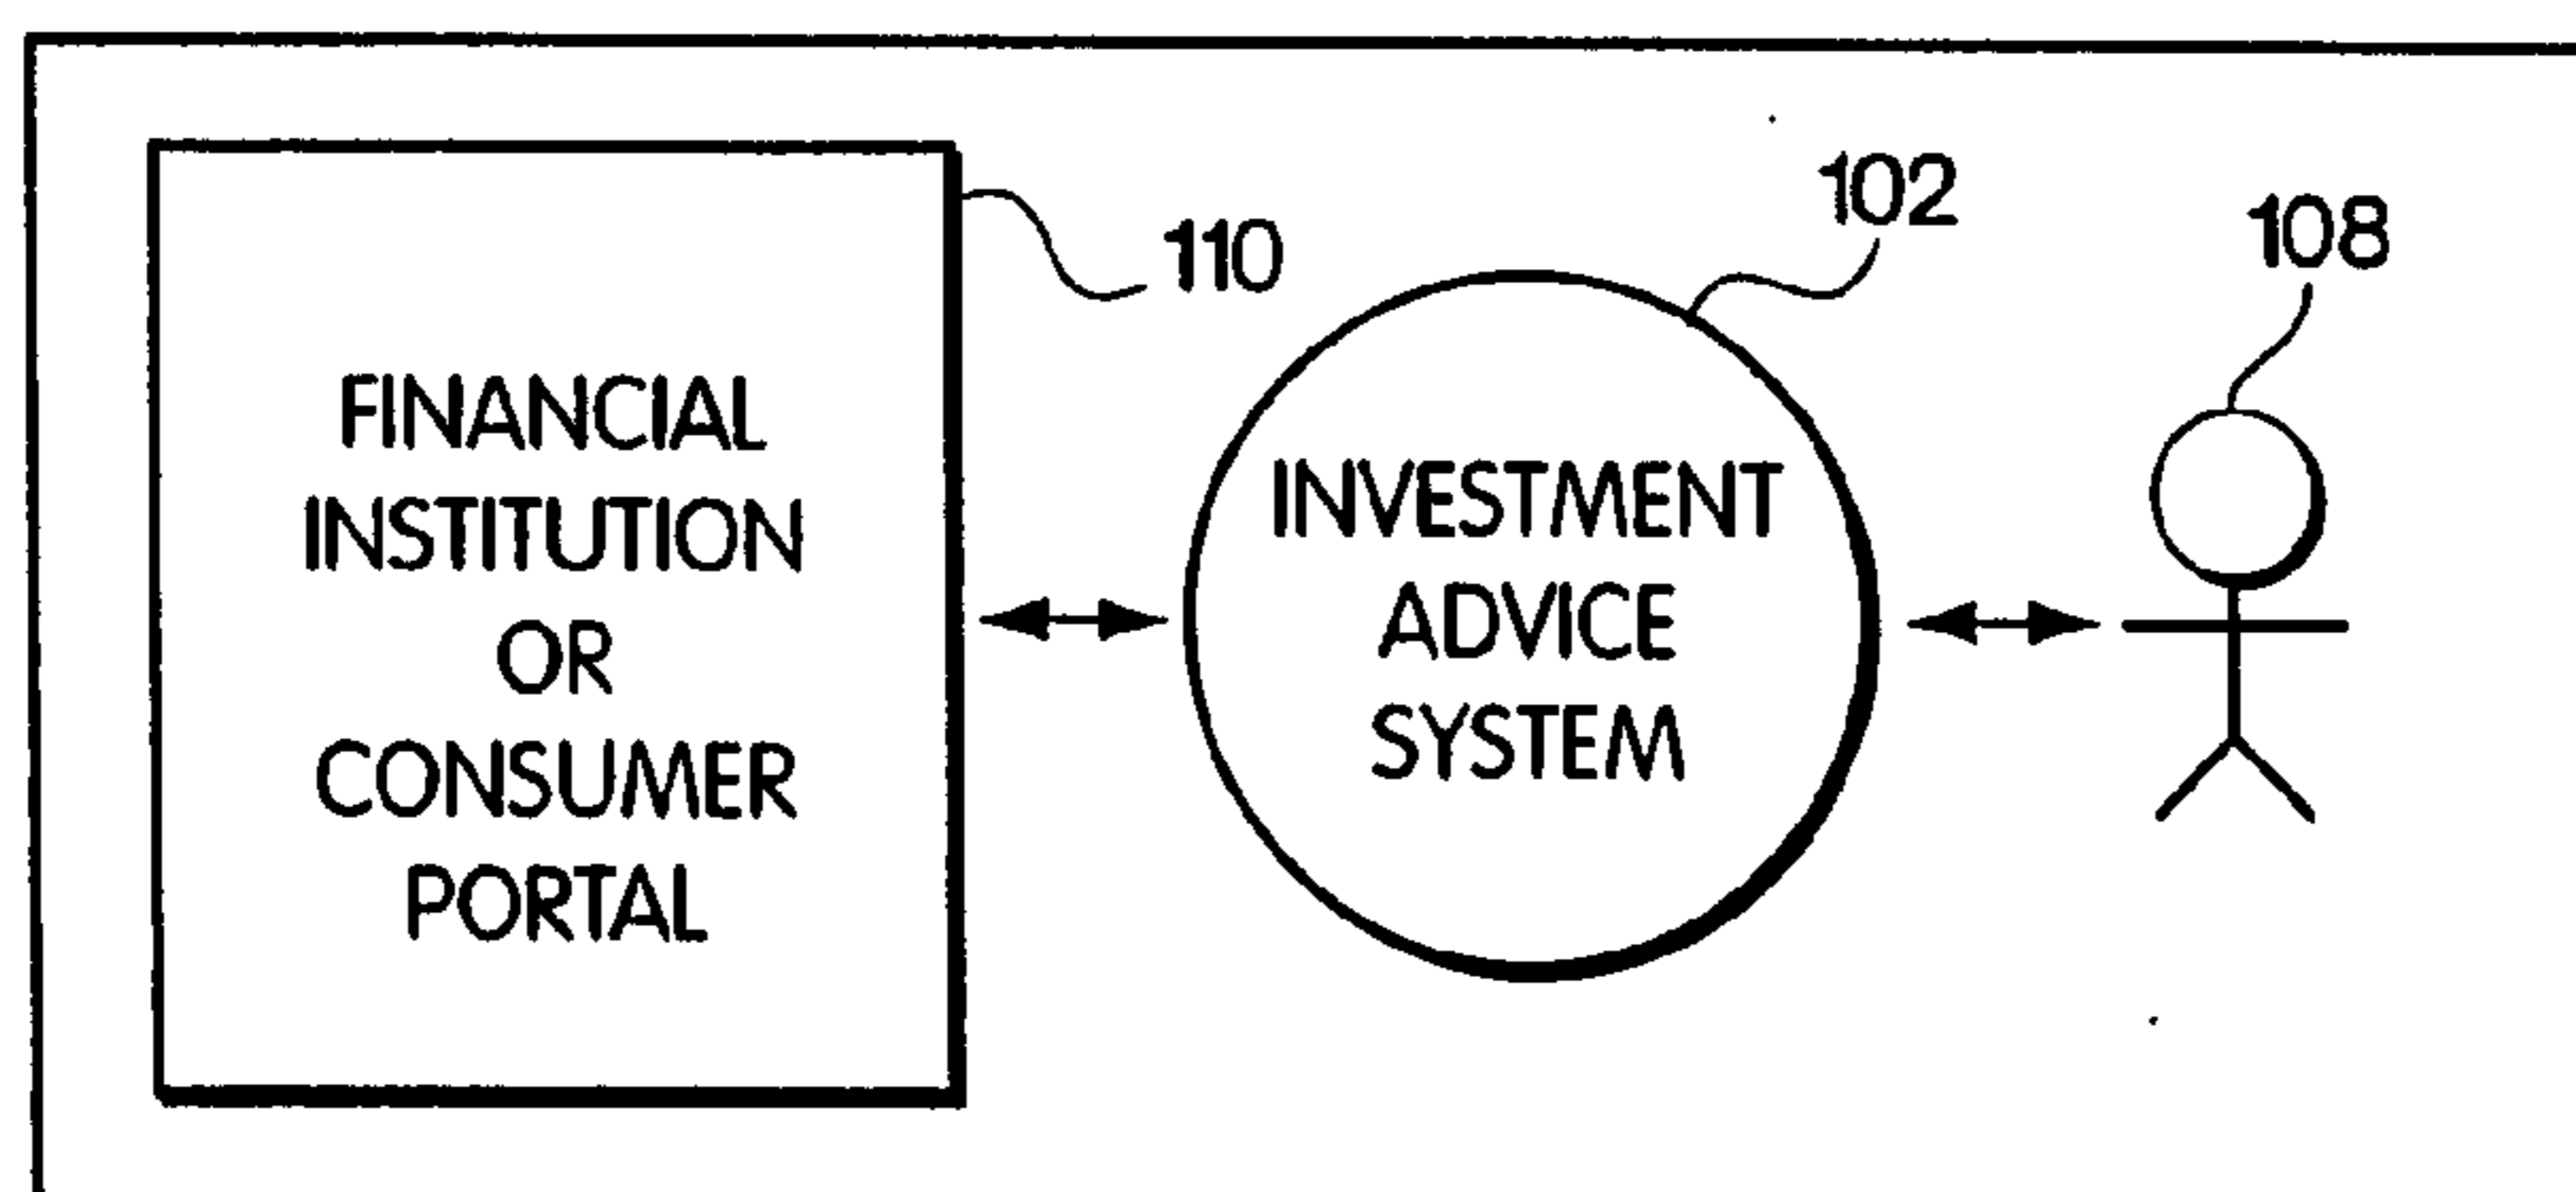 110
102
108
FINANCIAL
INSTITUTION
OR
CONSUMER
PORTAL
INVESTMENT
ADVICE
SYSTEM